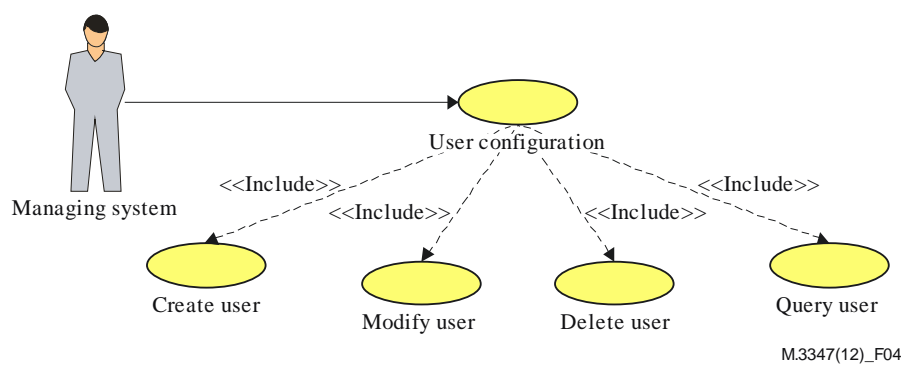 User configuration
<<Include>> <<Include>>
Managing system
<<Include>> <<Include>>
Create user
Modify user
Delete user
Query user
M.3347(12)_F04